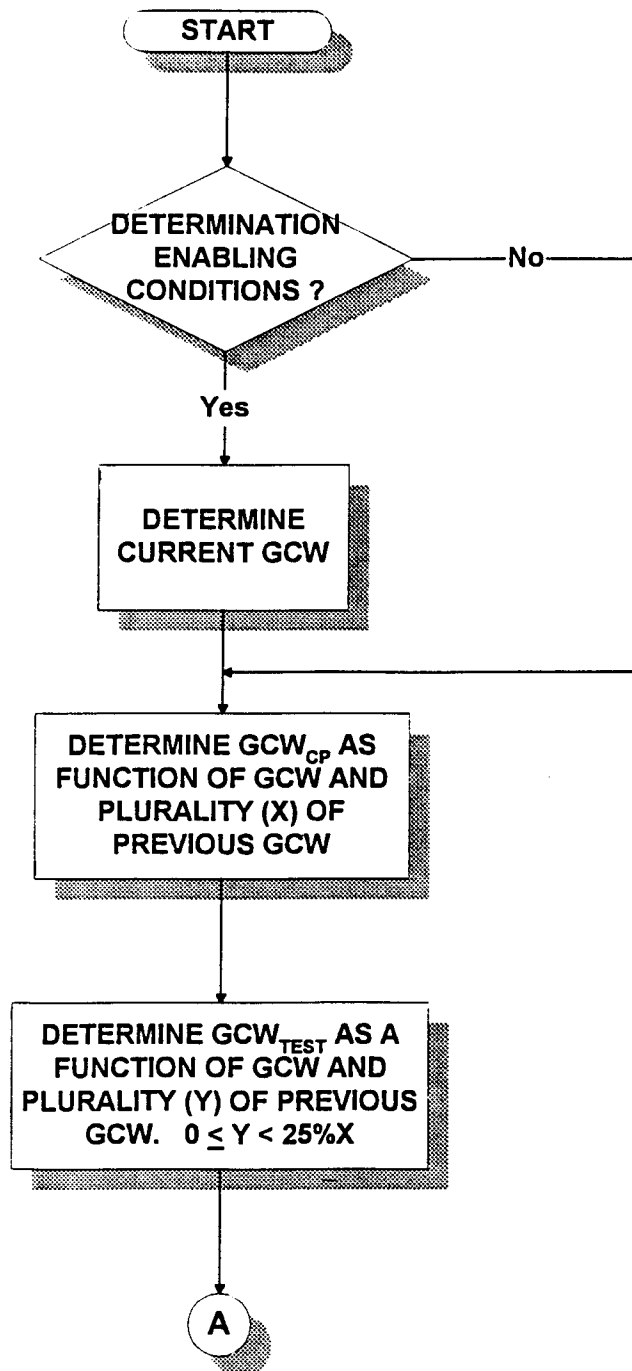 START
DETERMINATION
ENABLING
CONDITIONS ?
No
Yes
DETERMINE
CURRENT GCW
DETERMINE GCW_CP AS
FUNCTION OF GCW AND
PLURALITY (X) OF
PREVIOUS GCW
DETERMINE GCW_TEST AS A
FUNCTION OF GCW AND
PLURALITY (Y) OF PREVIOUS
GCW. 0 ≤ Y < 25%X
A